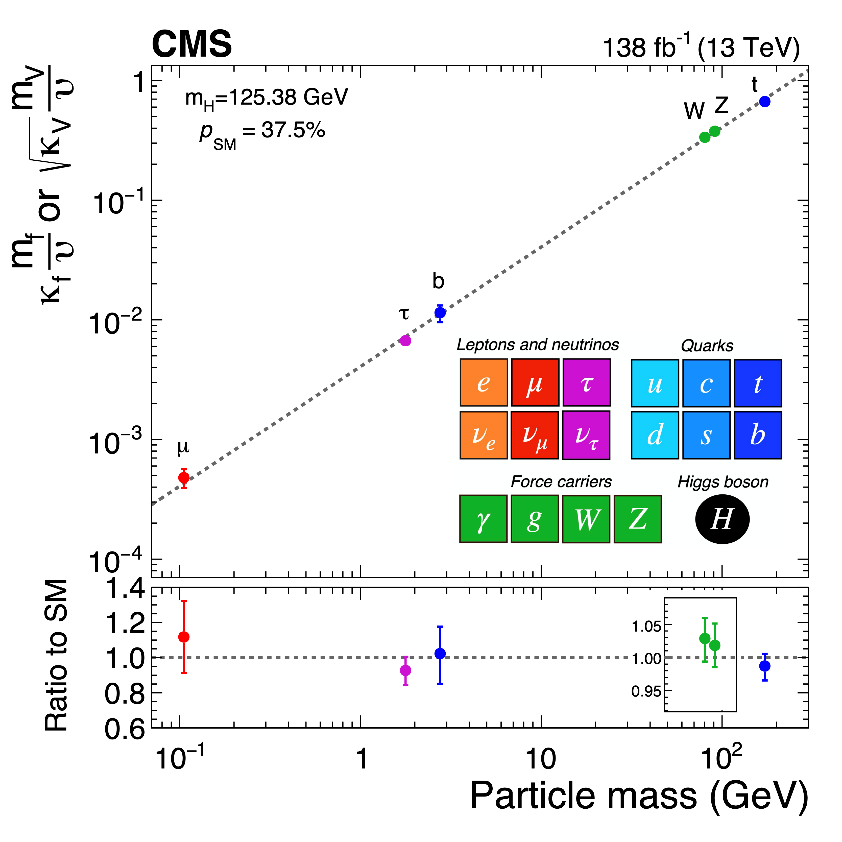 CMS
138 fb⁻¹ (13 TeV)
m_H=125.38 GeV
p_SM = 37.5%
κ_f m_f/υ or √κ_V m_V/υ
1
10⁻¹
10⁻²
10⁻³
10⁻⁴
μ
τ
b
W Z
t
Leptons and neutrinos
e μ τ
ν_e ν_μ ν_τ
Quarks
u c t
d s b
Force carriers
γ g W Z
Higgs boson
H
Ratio to SM
1.4
1.2
1.0
0.8
0.6
1.05
1.00
0.95
10⁻¹ 1 10 10²
Particle mass (GeV)